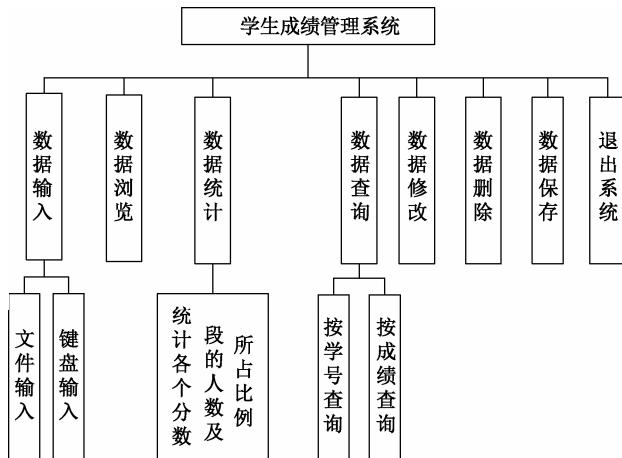 学生成绩管理系统
数据输入
数据浏览
数据统计
数据查询
数据修改
数据删除
数据保存
退出系统
文件输入
键盘输入
统计各个分数
段的人数及
所占比例
按学号查询
按成绩查询